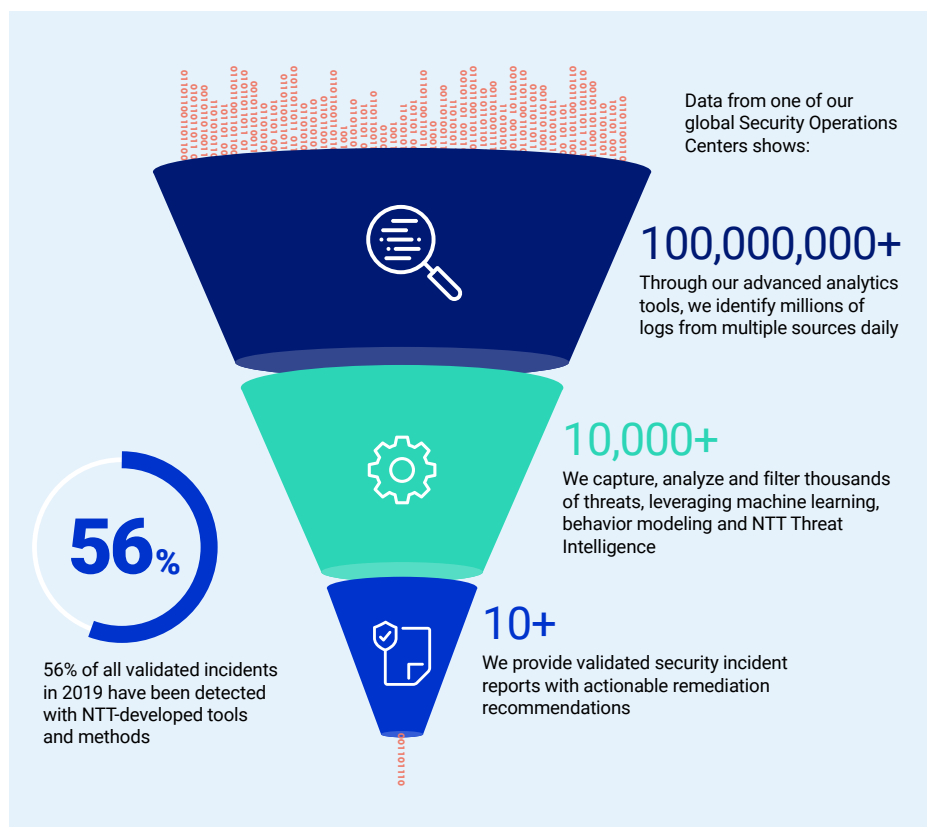 Data from one of our
global Security Operations
Centers shows:
100,000,000+
Through our advanced analytics
tools, we identify millions of
logs from multiple sources daily
10,000+
We capture, analyze and filter thousands
of threats, leveraging machine learning,
behavior modeling and NTT Threat
Intelligence
56%
56% of all validated incidents
in 2019 have been detected
with NTT-developed tools
and methods
10+
We provide validated security incident
reports with actionable remediation
recommendations